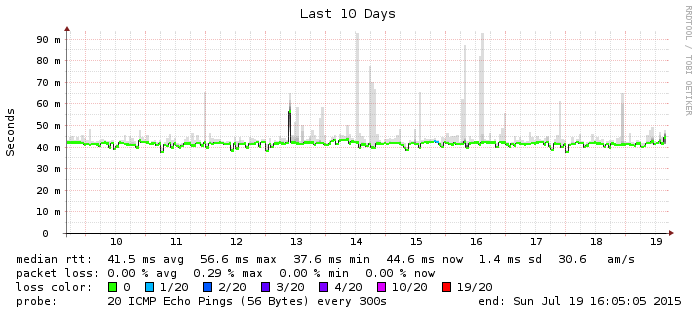 Last 10 Days
RRDTOOL / TOBI OETIKER
Seconds
90 m
80 m
70 m
60 m
50 m
40 m
30 m
20 m
10 m
0
10 11 12 13 14 15 16 17 18 19
median rtt: 41.5 ms avg 56.6 ms max 37.6 ms min 44.6 ms now 1.4 ms sd 30.6 am/s
packet loss: 0.00 % avg 0.29 % max 0.00 % min 0.00 % now
loss color: 0 1/20 2/20 3/20 4/20 10/20 19/20
probe: 20 ICMP Echo Pings (56 Bytes) every 300s end: Sun Jul 19 16:05:05 2015